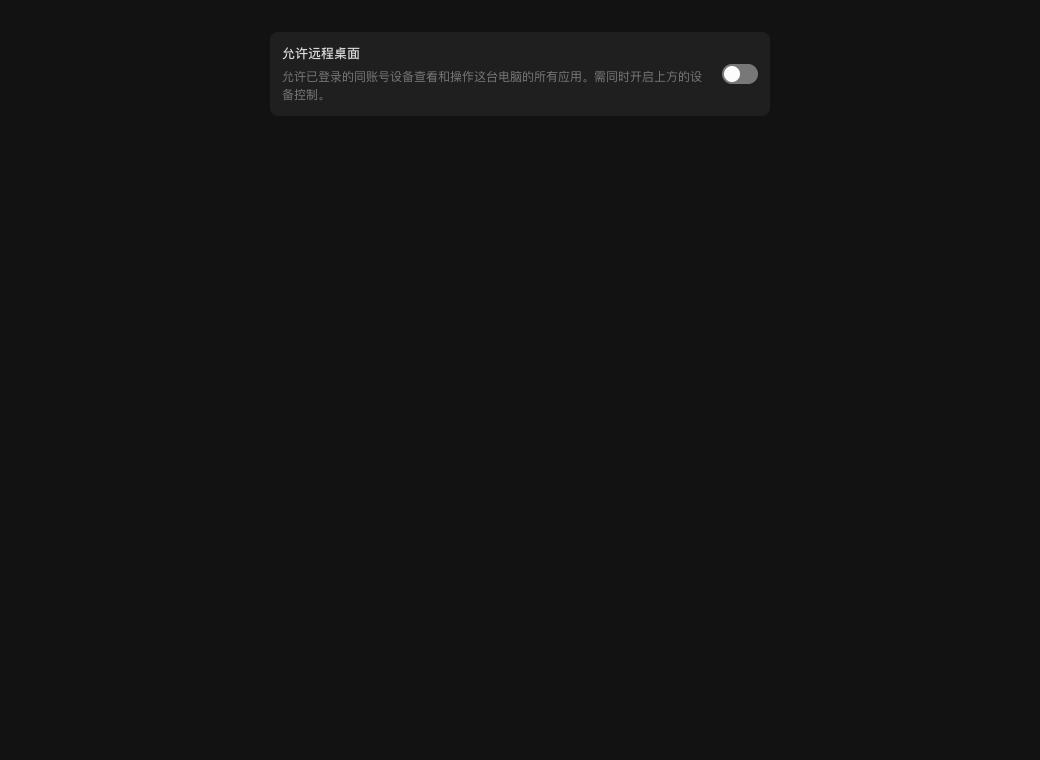 允许远程桌面
允许已登录的同账号设备查看和操作这台电脑的所有应用。需同时开启上方的设
备控制。